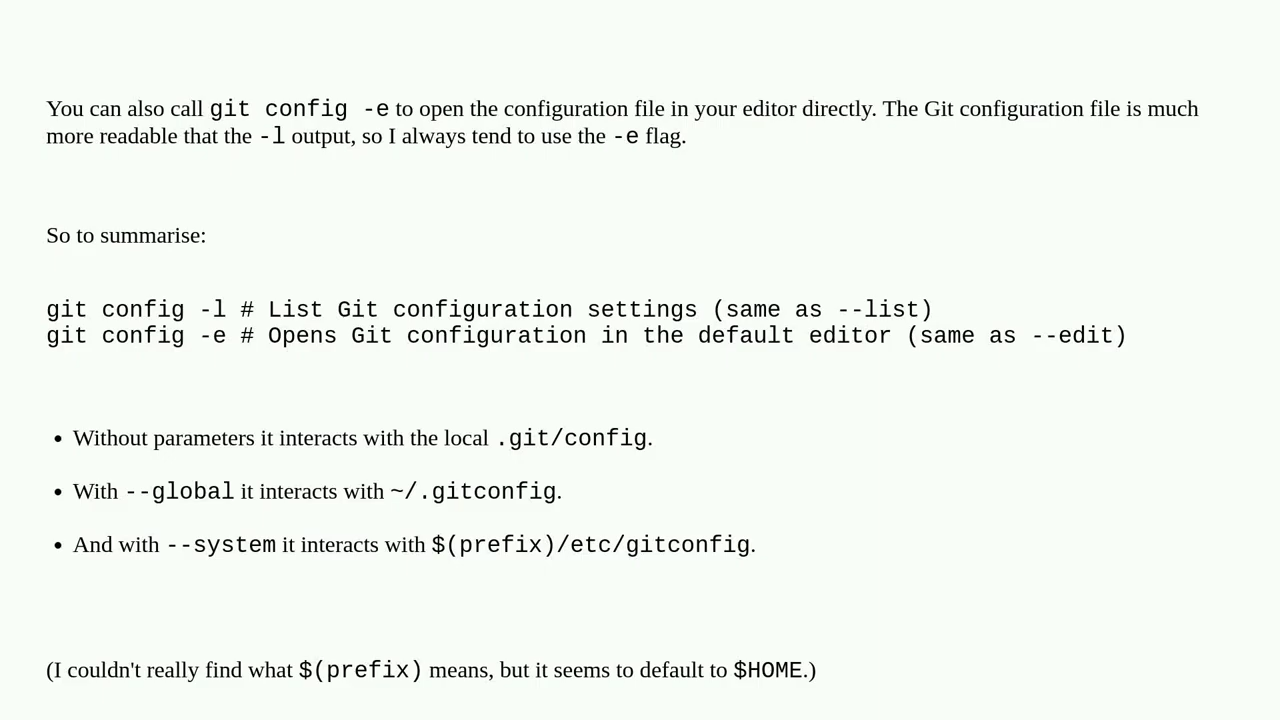 You can also call git config -e to open the configuration file in your editor directly. The Git configuration file is much
more readable that the -l output, so I always tend to use the -e flag.
So to summarise:
git config -l # List Git configuration settings (same as --list)
git config -e # Opens Git configuration in the default editor (same as --edit)
• Without parameters it interacts with the local .git/config.
• With --global it interacts with ~/.gitconfig.
• And with --system it interacts with $(prefix)/etc/gitconfig.
(I couldn't really find what $(prefix) means, but it seems to default to $HOME.)